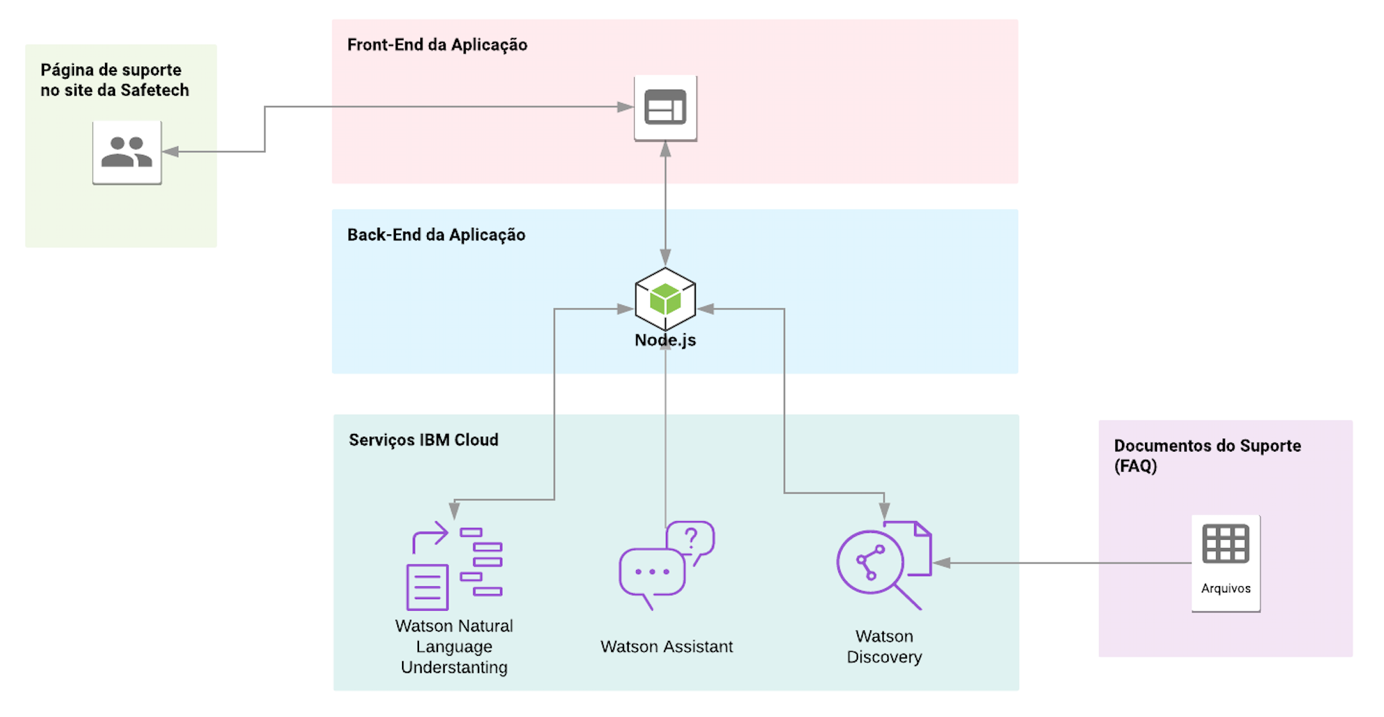 Front-End da Aplicação
Página de suporte
no site da Safetech
Back-End da Aplicação
Node.js
Serviços IBM Cloud
Documentos do Suporte
(FAQ)
?
Arquivos
Watson Natural
Language
Understanting
Watson Assistant
Watson
Discovery